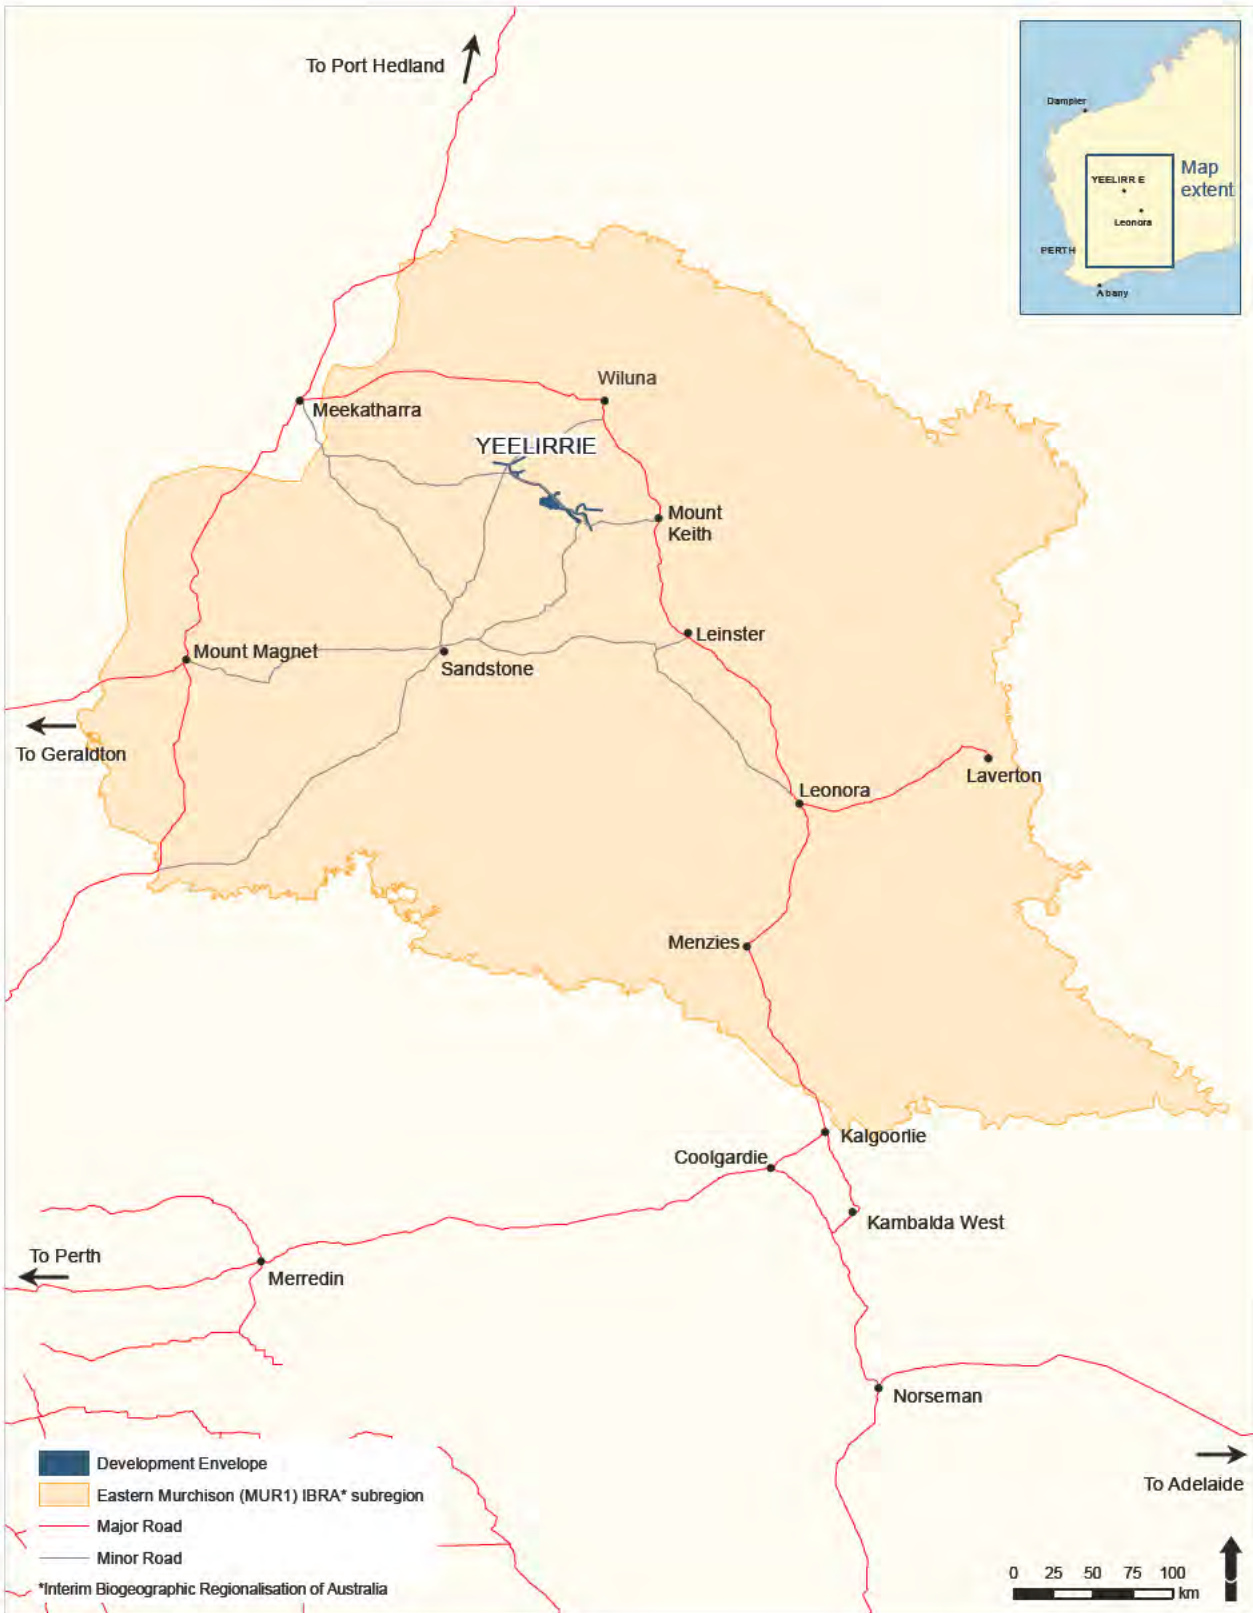 To Port Hedland
Dampier
YEELIRR E
Map
extent
Leonora
PERTH
A bany
Wiluna
Meekatharra
YEELIRRIE
Mount
Keith
Leinster
Mount Magnet
Sandstone
To Geraldton
Laverton
Leonora
Menzies
Kalgoorlie
Coolgardie
Kambalda West
To Perth
Merredin
Norseman
To Adelaide
Development Envelope
Eastern Murchison (MUR1) IBRA* subregion
Major Road
Minor Road
*Interim Biogeographic Regionalisation of Australia
0 25 50 75 100
km